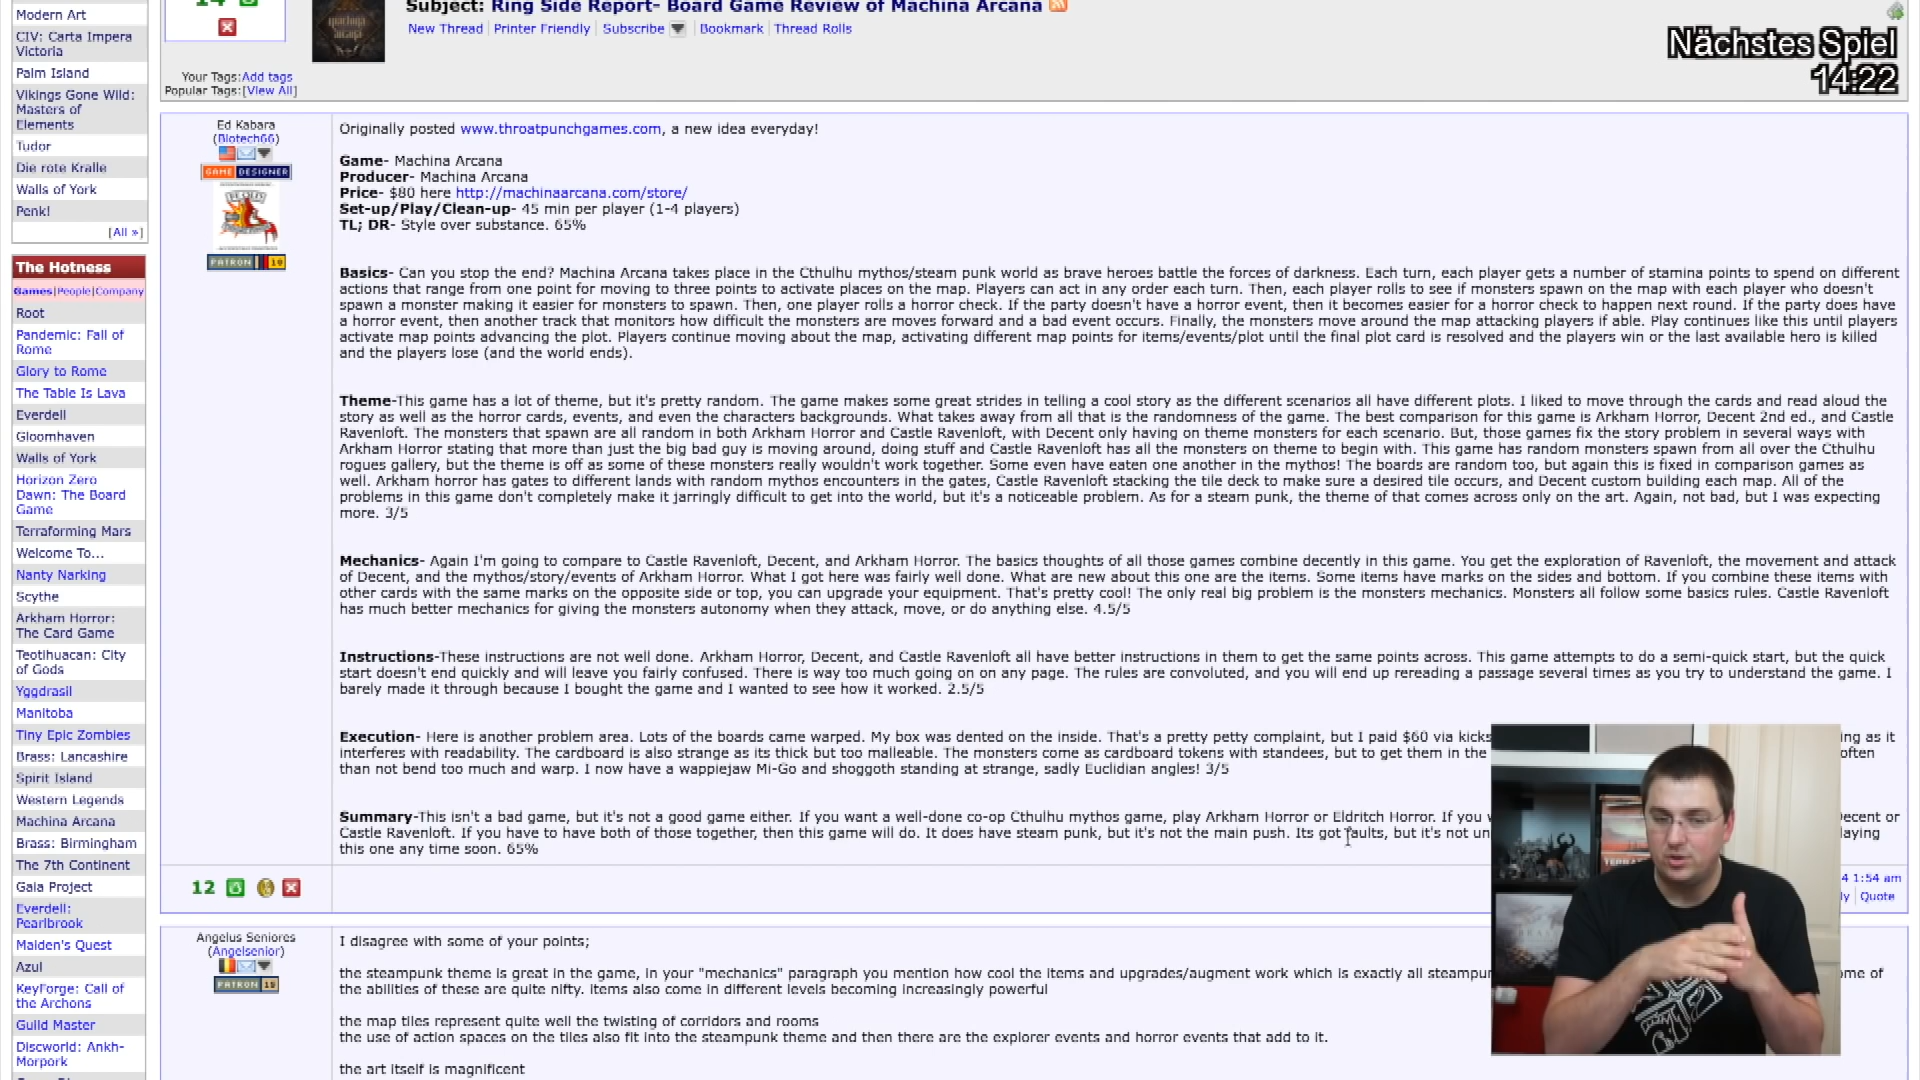 Modern Art
CIV: Carta Impera
Victoria
Palm Island
Vikings Gone Wild:
Masters of
Elements
Tudor
Die rote Kralle
Walls of York
Penk!
[All »]
The Hotness
Games|People|Company
Root
Pandemic: Fall of
Rome
Glory to Rome
The Table Is Lava
Everdell
Gloomhaven
Walls of York
Horizon Zero
Dawn: The Board
Game
Terraforming Mars
Welcome To...
Nanty Narking
Scythe
Arkham Horror:
The Card Game
Teotihuacan: City
of Gods
Yggdrasil
Manitoba
Tiny Epic Zombies
Brass: Lancashire
Spirit Island
Western Legends
Machina Arcana
Brass: Birmingham
The 7th Continent
Gaia Project
Everdell:
Pearlbrook
Maiden's Quest
Azul
KeyForge: Call of
the Archons
Guild Master
Discworld: Ankh-
Morpork
14
Your Tags:Add tags
Popular Tags:[View All]
machina
arcana
Subject: Ring Side Report- Board Game Review of Machina Arcana
New Thread | Printer Friendly | Subscribe | Bookmark | Thread Rolls
Nächstes Spiel
14:22
Ed Kabara
(Biotech66)
GAME DESIGNER
PATRON 10
Originally posted www.throatpunchgames.com, a new idea everyday!
Game- Machina Arcana
Producer- Machina Arcana
Price- $80 here http://machinaarcana.com/store/
Set-up/Play/Clean-up- 45 min per player (1-4 players)
TL; DR- Style over substance. 65%
Basics- Can you stop the end? Machina Arcana takes place in the Cthulhu mythos/steam punk world as brave heroes battle the forces of darkness. Each turn, each player gets a number of stamina points to spend on different
actions that range from one point for moving to three points to activate places on the map. Players can act in any order each turn. Then, each player rolls to see if monsters spawn on the map with each player who doesn't
spawn a monster making it easier for monsters to spawn. Then, one player rolls a horror check. If the party doesn't have a horror event, then it becomes easier for a horror check to happen next round. If the party does have
a horror event, then another track that monitors how difficult the monsters are moves forward and a bad event occurs. Finally, the monsters move around the map attacking players if able. Play continues like this until players
activate map points advancing the plot. Players continue moving about the map, activating different map points for items/events/plot until the final plot card is resolved and the players win or the last available hero is killed
and the players lose (and the world ends).
Theme-This game has a lot of theme, but it's pretty random. The game makes some great strides in telling a cool story as the different scenarios all have different plots. I liked to move through the cards and read aloud the
story as well as the horror cards, events, and even the characters backgrounds. What takes away from all that is the randomness of the game. The best comparison for this game is Arkham Horror, Decent 2nd ed., and Castle
Ravenloft. The monsters that spawn are all random in both Arkham Horror and Castle Ravenloft, with Decent only having on theme monsters for each scenario. But, those games fix the story problem in several ways with
Arkham Horror stating that more than just the big bad guy is moving around, doing stuff and Castle Ravenloft has all the monsters on theme to begin with. This game has random monsters spawn from all over the Cthulhu
rogues gallery, but the theme is off as some of these monsters really wouldn't work together. Some even have eaten one another in the mythos! The boards are random too, but again this is fixed in comparison games as
well. Arkham horror has gates to different lands with random mythos encounters in the gates, Castle Ravenloft stacking the tile deck to make sure a desired tile occurs, and Decent custom building each map. All of the
problems in this game don't completely make it jarringly difficult to get into the world, but it's a noticeable problem. As for a steam punk, the theme of that comes across only on the art. Again, not bad, but I was expecting
more. 3/5
Mechanics- Again I'm going to compare to Castle Ravenloft, Decent, and Arkham Horror. The basics thoughts of all those games combine decently in this game. You get the exploration of Ravenloft, the movement and attack
of Decent, and the mythos/story/events of Arkham Horror. What I got here was fairly well done. What are new about this one are the items. Some items have marks on the sides and bottom. If you combine these items with
other cards with the same marks on the opposite side or top, you can upgrade your equipment. That's pretty cool! The only real big problem is the monsters mechanics. Monsters all follow some basics rules. Castle Ravenloft
has much better mechanics for giving the monsters autonomy when they attack, move, or do anything else. 4.5/5
Instructions-These instructions are not well done. Arkham Horror, Decent, and Castle Ravenloft all have better instructions in them to get the same points across. This game attempts to do a semi-quick start, but the quick
start doesn't end quickly and will leave you fairly confused. There is way too much going on on any page. The rules are convoluted, and you will end up rereading a passage several times as you try to understand the game. I
barely made it through because I bought the game and I wanted to see how it worked. 2.5/5
Execution- Here is another problem area. Lots of the boards came warped. My box was dented on the inside. That's a pretty petty complaint, but I paid $60 via kicks ing as it
interferes with readability. The cardboard is also strange as its thick but too malleable. The monsters come as cardboard tokens with standees, but to get them in the often
than not bend too much and warp. I now have a wappiejaw Mi-Go and shoggoth standing at strange, sadly Euclidian angles! 3/5
Summary-This isn't a bad game, but it's not a good game either. If you want a well-done co-op Cthulhu mythos game, play Arkham Horror or Eldritch Horror. If you w Decent or
Castle Ravenloft. If you have to have both of those together, then this game will do. It does have steam punk, but it's not the main push. Its got faults, but it's not un laying
this one any time soon. 65%
12
4 1:54 am
ly | Quote
Angelus Seniores
(Angelsenior)
PATRON 15
I disagree with some of your points;
the steampunk theme is great in the game, in your "mechanics" paragraph you mention how cool the items and upgrades/augment work which is exactly all steampun ome of
the abilities of these are quite nifty. items also come in different levels becoming increasingly powerful
the map tiles represent quite well the twisting of corridors and rooms
the use of action spaces on the tiles also fit into the steampunk theme and then there are the explorer events and horror events that add to it.
the art itself is magnificent